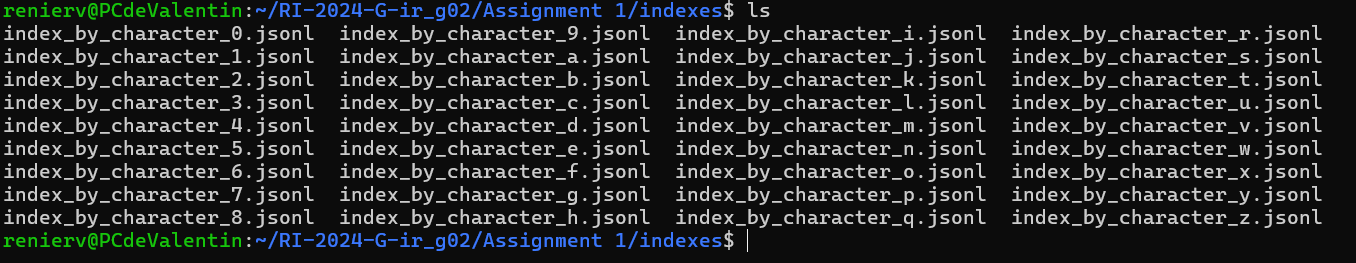 renierv@PCdeValentin:~/RI-2024-G-ir_g02/Assignment 1/indexes$ ls
index_by_character_0.jsonl  index_by_character_9.jsonl  index_by_character_i.jsonl  index_by_character_r.jsonl
index_by_character_1.jsonl  index_by_character_a.jsonl  index_by_character_j.jsonl  index_by_character_s.jsonl
index_by_character_2.jsonl  index_by_character_b.jsonl  index_by_character_k.jsonl  index_by_character_t.jsonl
index_by_character_3.jsonl  index_by_character_c.jsonl  index_by_character_l.jsonl  index_by_character_u.jsonl
index_by_character_4.jsonl  index_by_character_d.jsonl  index_by_character_m.jsonl  index_by_character_v.jsonl
index_by_character_5.jsonl  index_by_character_e.jsonl  index_by_character_n.jsonl  index_by_character_w.jsonl
index_by_character_6.jsonl  index_by_character_f.jsonl  index_by_character_o.jsonl  index_by_character_x.jsonl
index_by_character_7.jsonl  index_by_character_g.jsonl  index_by_character_p.jsonl  index_by_character_y.jsonl
index_by_character_8.jsonl  index_by_character_h.jsonl  index_by_character_q.jsonl  index_by_character_z.jsonl
renierv@PCdeValentin:~/RI-2024-G-ir_g02/Assignment 1/indexes$